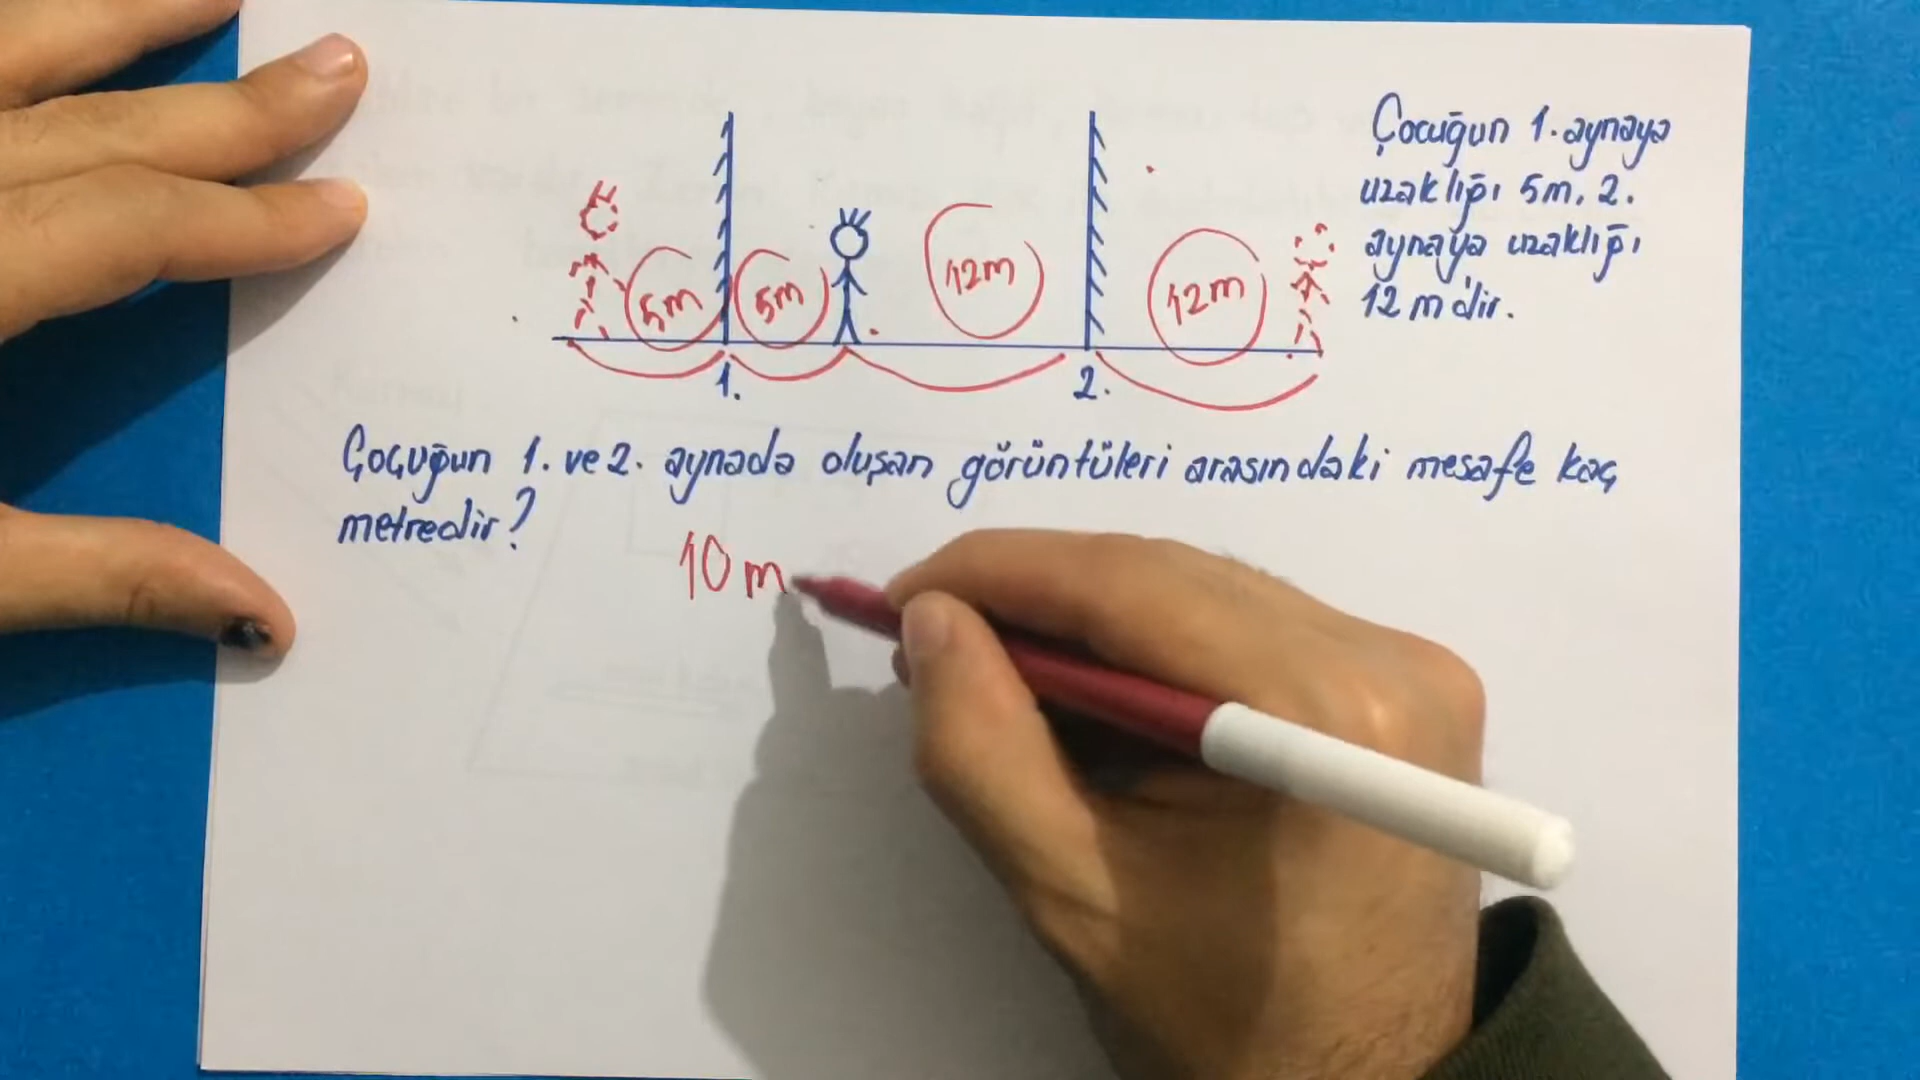 Çocuğun 1. aynaya
uzaklığı 5m, 2.
aynaya uzaklığı
12 m'dir.
5m 5m 12m 12m
1. 2.
Çocuğun 1. ve 2. aynada oluşan görüntüleri arasındaki mesafe kaç
metredir?
10 m